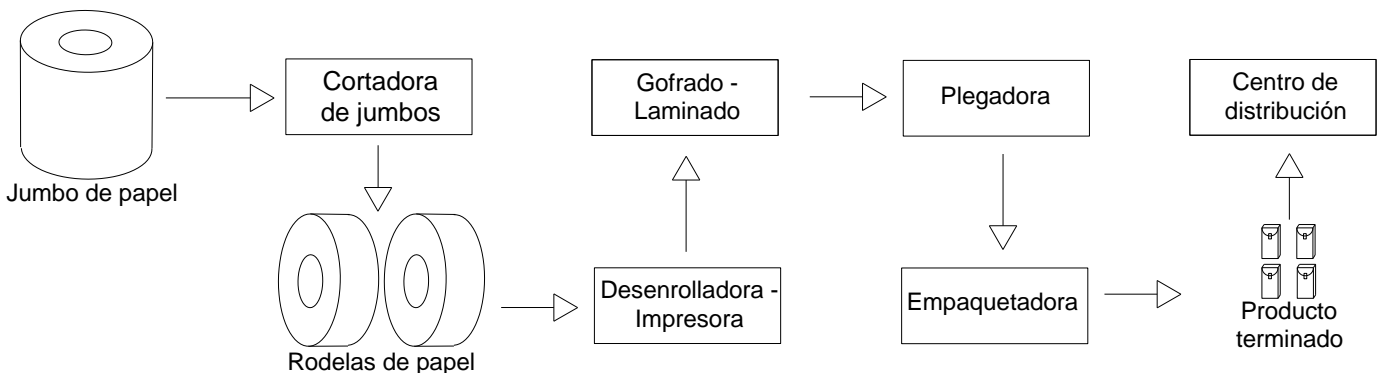 Jumbo de papel
Cortadora
de jumbos
Rodelas de papel
Desenrolladora -
Impresora
Gofrado -
Laminado
Plegadora
Empaquetadora
Producto
terminado
Centro de
distribución